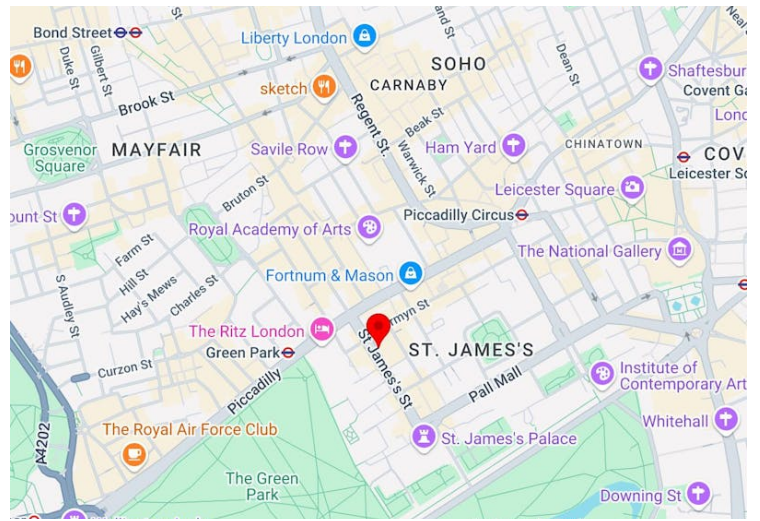 Bond Street
Liberty London
SOHO
Duke St
Gilbert St
Dean St
Shaftesbur
sketch
CARNABY
Covent Ga
Brook St
Regent St.
Beak St
Lond
Grosvenor
Square
MAYFAIR
Savile Row
Warwick St
Ham Yard
CHINATOWN
COV
Leicester Sq
Bruton St
Leicester Square
ount St
Royal Academy of Arts
Piccadilly Circus
Farm St
The National Gallery
Hill St
Fortnum & Mason
S Audley St
Hay's Mews
Charles St
ermyn St
The Ritz London
Green Park
St James's St
ST. JAMES'S
Curzon St
Piccadilly
Pall Mall
Institute of
Contemporary Art
A4202
The Royal Air Force Club
St. James's Palace
Whitehall
The Green
Park
Downing St